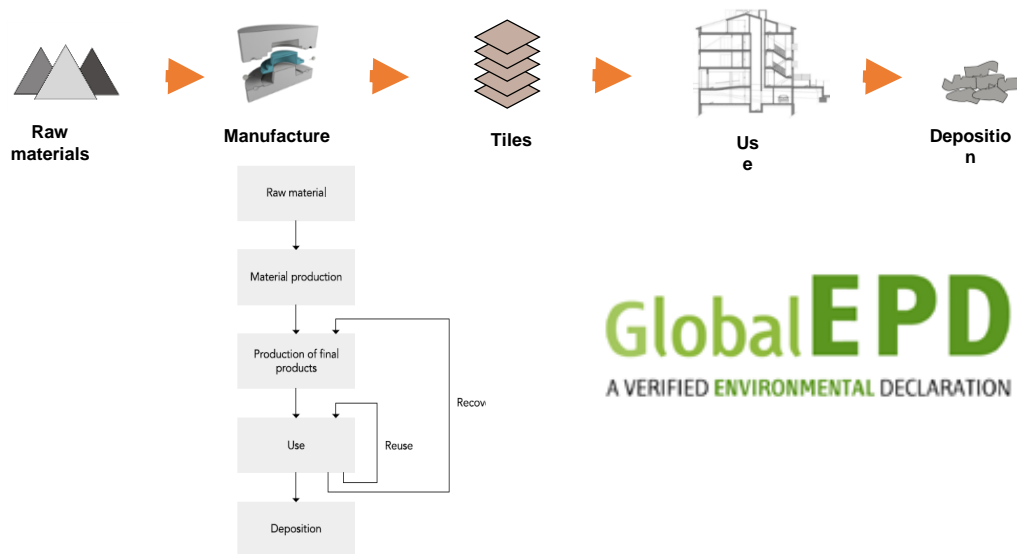 Raw
materials
Manufacture
Tiles
Us
e
Depositio
n
Raw material
Material production
Production of final
products
Recove
Use
Reuse
Deposition
GlobalEPD
A VERIFIED ENVIRONMENTAL DECLARATION